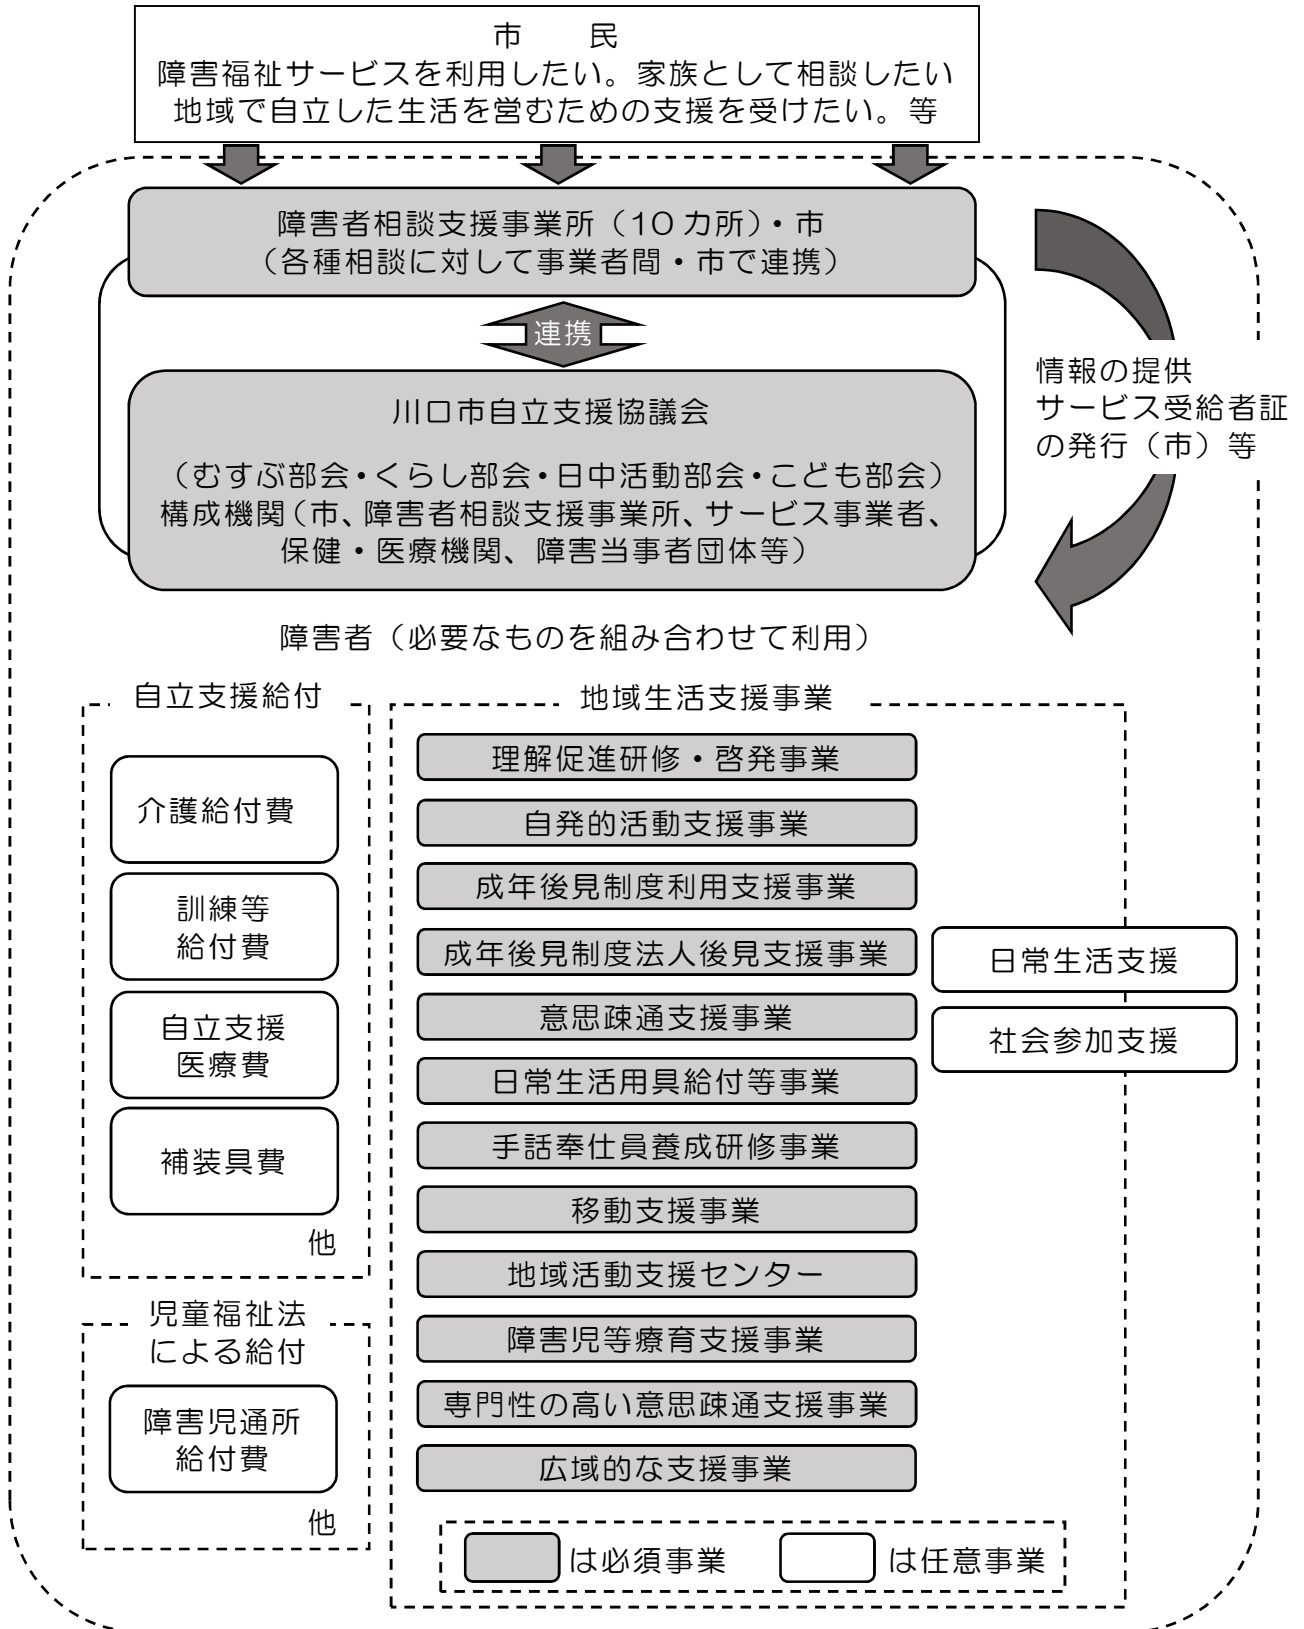 市　　民
障害福祉サービスを利用したい。家族として相談したい
地域で自立した生活を営むための支援を受けたい。等
障害者相談支援事業所（10カ所）・市
（各種相談に対して事業者間・市で連携）
連携
川口市自立支援協議会
（むすぶ部会・くらし部会・日中活動部会・こども部会）
構成機関（市、障害者相談支援事業所、サービス事業者、
保健・医療機関、障害当事者団体等）
情報の提供
サービス受給者証
の発行（市）等
障害者（必要なものを組み合わせて利用）
自立支援給付
介護給付費
訓練等
給付費
自立支援
医療費
補装具費
他
児童福祉法
による給付
障害児通所
給付費
他
地域生活支援事業
理解促進研修・啓発事業
自発的活動支援事業
成年後見制度利用支援事業
成年後見制度法人後見支援事業
意思疎通支援事業
日常生活用具給付等事業
手話奉仕員養成研修事業
移動支援事業
地域活動支援センター
障害児等療育支援事業
専門性の高い意思疎通支援事業
広域的な支援事業
日常生活支援
社会参加支援
は必須事業
は任意事業